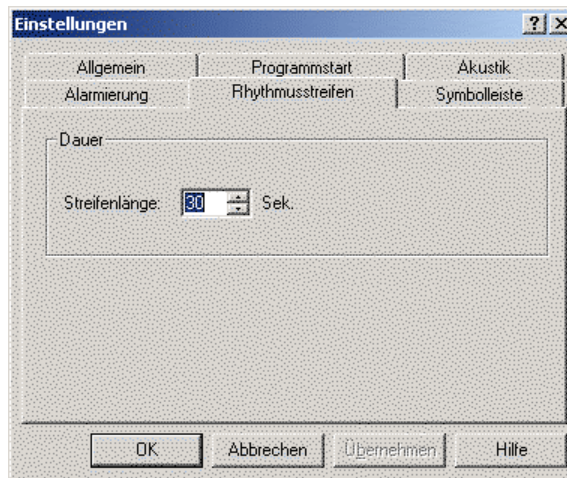 Einstellungen
Allgemein Programmstart Akustik
Alarmierung Rhythmusstreifen Symbolleiste
Dauer
Streifenlänge: 30 Sek.
OK Abbrechen Übernehmen Hilfe